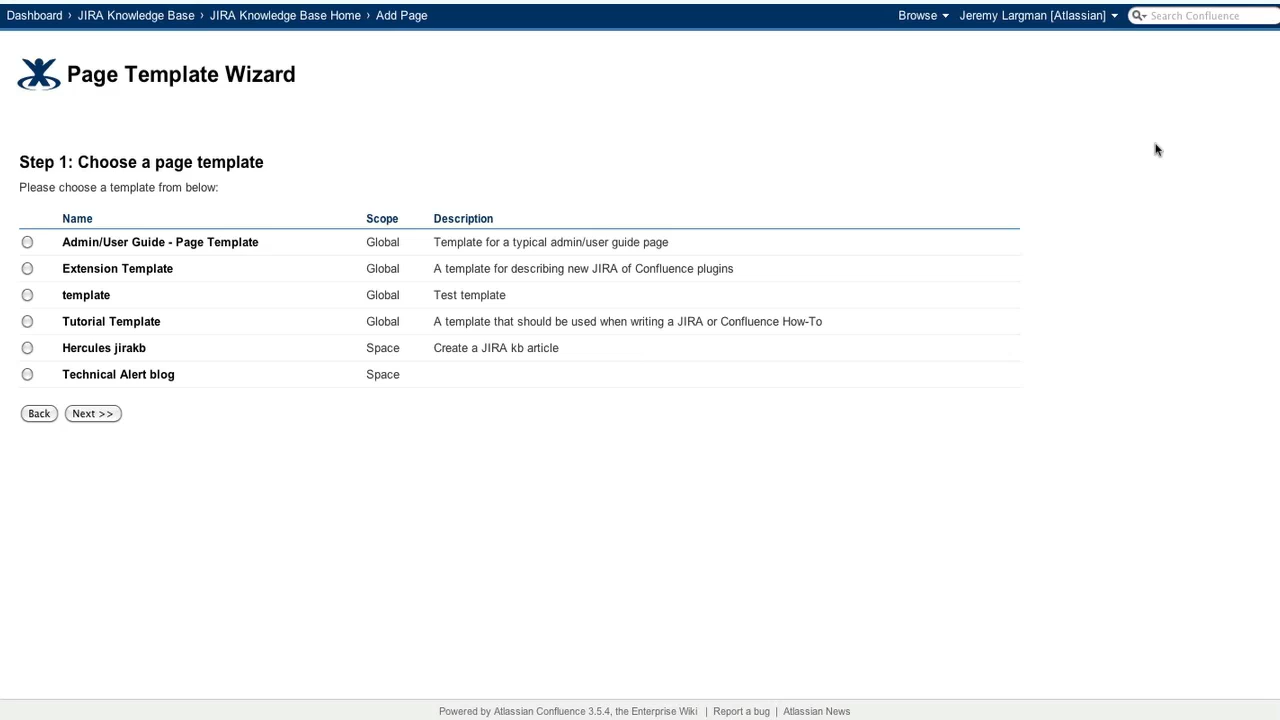 Dashboard › JIRA Knowledge Base › JIRA Knowledge Base Home › Add Page Browse Jeremy Largman [Atlassian] Search Confluence
Page Template Wizard
Step 1: Choose a page template
Please choose a template from below:
Name Scope Description
Admin/User Guide - Page Template Global Template for a typical admin/user guide page
Extension Template Global A template for describing new JIRA of Confluence plugins
template Global Test template
Tutorial Template Global A template that should be used when writing a JIRA or Confluence How-To
Hercules jirakb Space Create a JIRA kb article
Technical Alert blog Space
Back Next >>
Powered by Atlassian Confluence 3.5.4, the Enterprise Wiki | Report a bug | Atlassian News